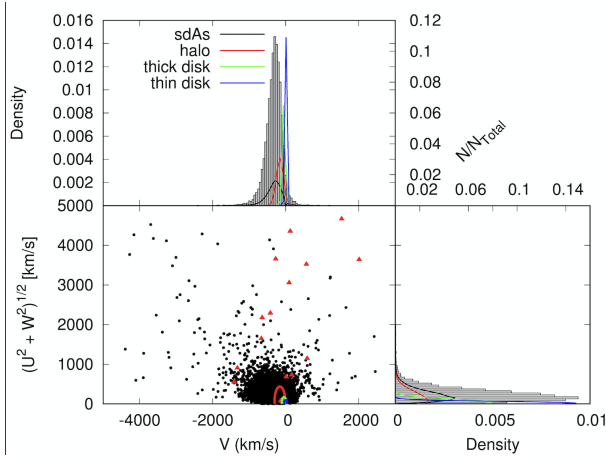 0.016
0.014
0.012
0.01
0.008
0.006
0.004
0.002
Density
sdAs
halo
thick disk
thin disk
0.12
0.1
0.08
0.06
0.04
0.02
N/N_Total
0.02 0.06 0.1 0.14
5000
4000
3000
2000
1000
0
(U² + W²)^1/2 [km/s]
-4000 -2000 0 2000
V (km/s)
0 0.005 0.01
Density